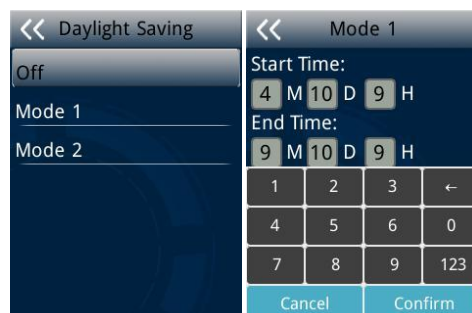 Daylight Saving
Off
Mode 1
Mode 2
Mode 1
Start Time:
4 M 10 D 9 H
End Time:
9 M 10 D 9 H
1 2 3 ←
4 5 6 0
7 8 9 123
Cancel Confirm